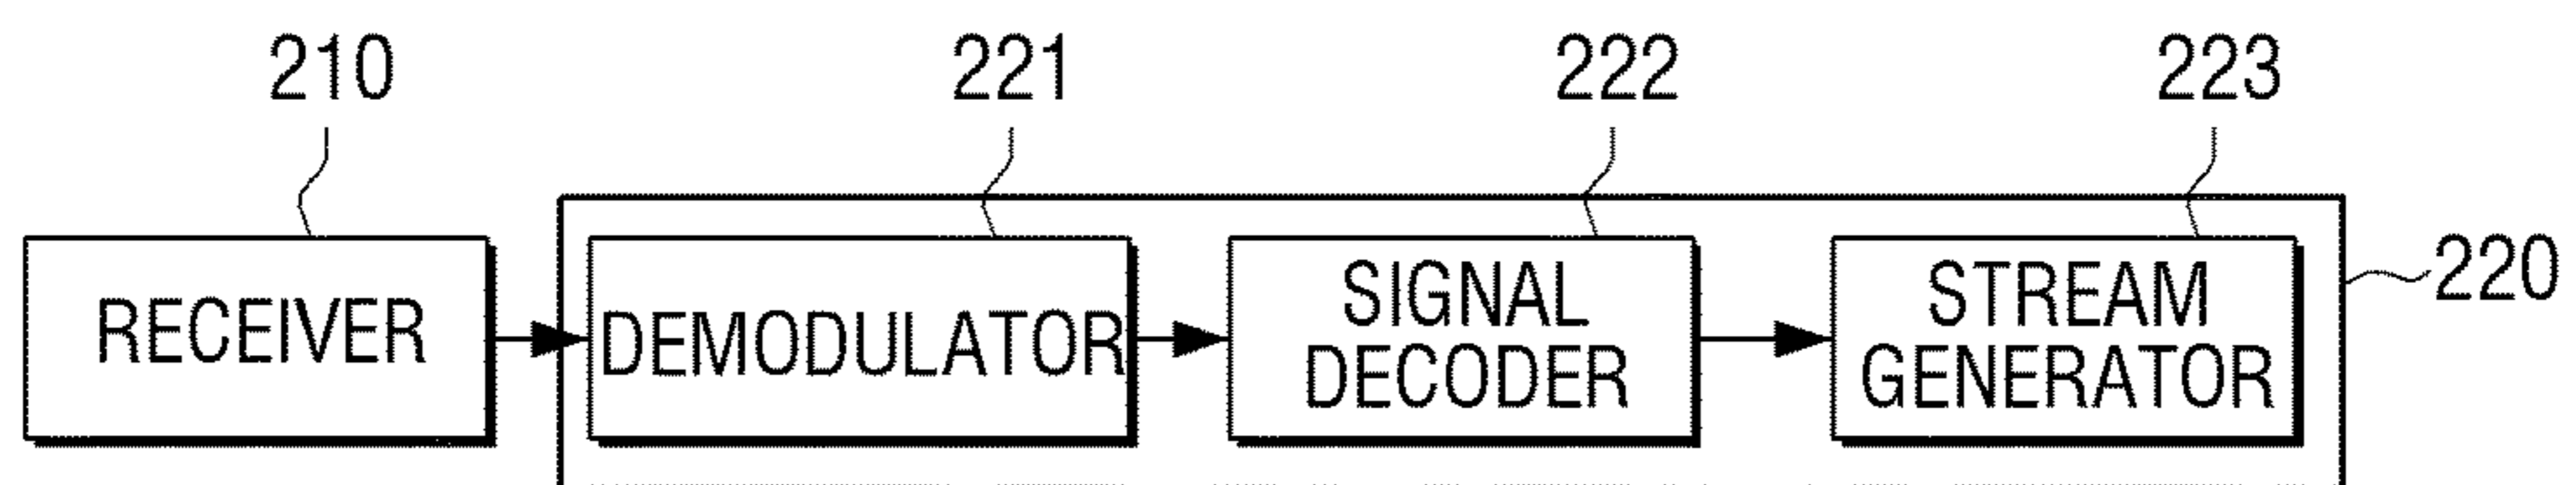 210
221
222
223
RECEIVER
DEMODULATOR
SIGNAL
DECODER
STREAM
GENERATOR
220